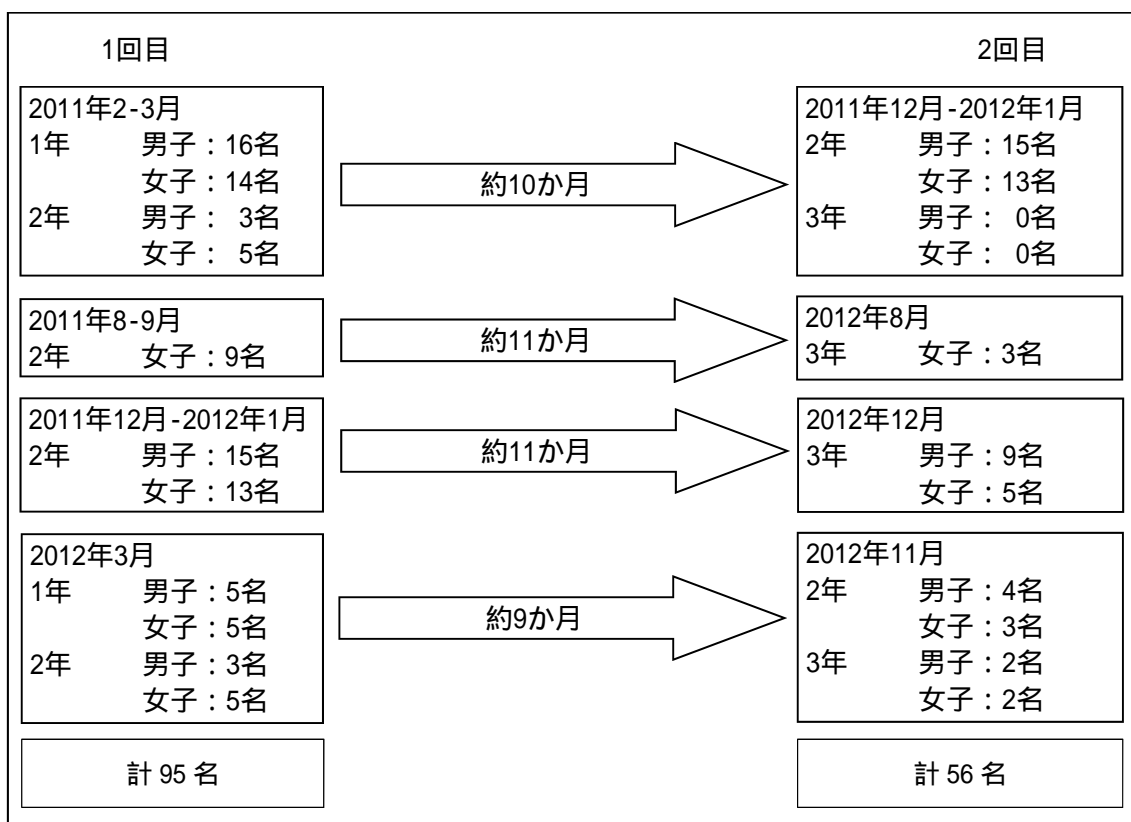 1回目
2回目
2011年2-3月
1年 男子：16名
女子：14名
2年 男子： 3名
女子： 5名
約10か月
2011年12月-2012年1月
2年 男子：15名
女子：13名
3年 男子： 0名
女子： 0名
2011年8-9月
2年 女子：9名
約11か月
2012年8月
3年 女子：3名
2011年12月-2012年1月
2年 男子：15名
女子：13名
約11か月
2012年12月
3年 男子：9名
女子：5名
2012年3月
1年 男子：5名
女子：5名
2年 男子：3名
女子：5名
約9か月
2012年11月
2年 男子：4名
女子：3名
3年 男子：2名
女子：2名
計 95 名
計 56 名